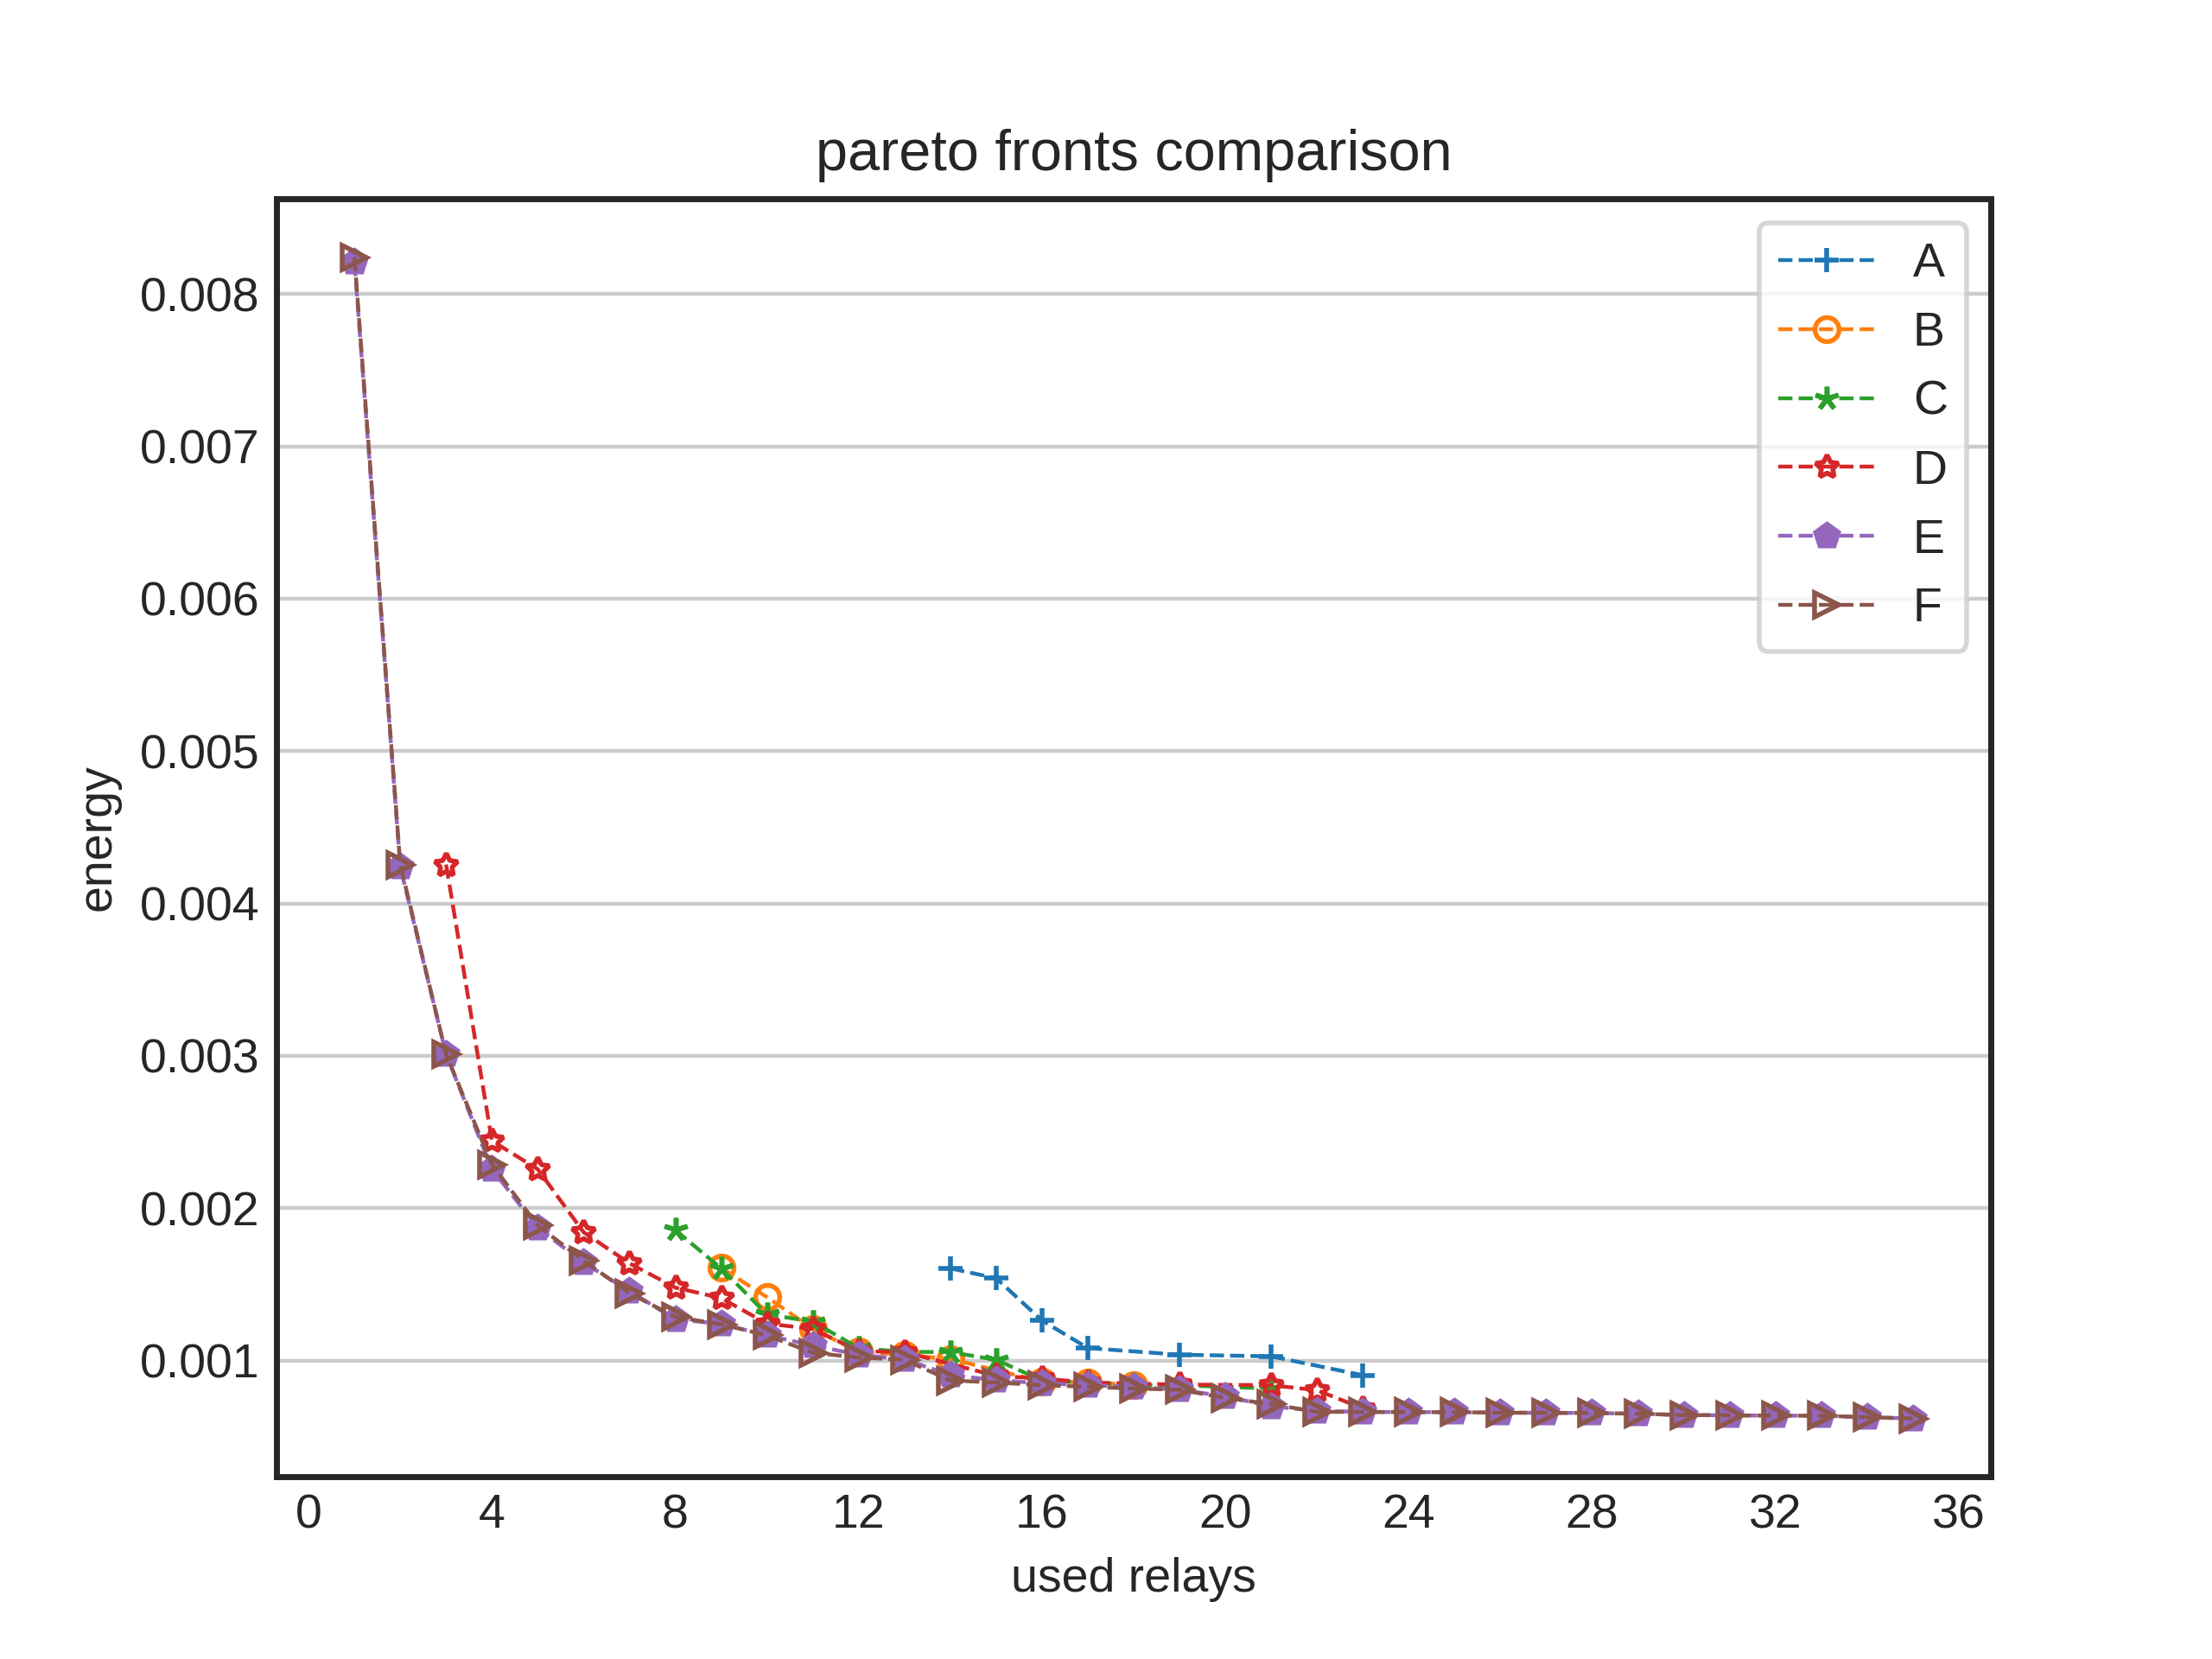 pareto fronts comparison
A
B
C
D
E
F
0.008
0.007
0.006
0.005
0.004
0.003
0.002
0.001
energy
0 4 8 12 16 20 24 28 32 36
used relays